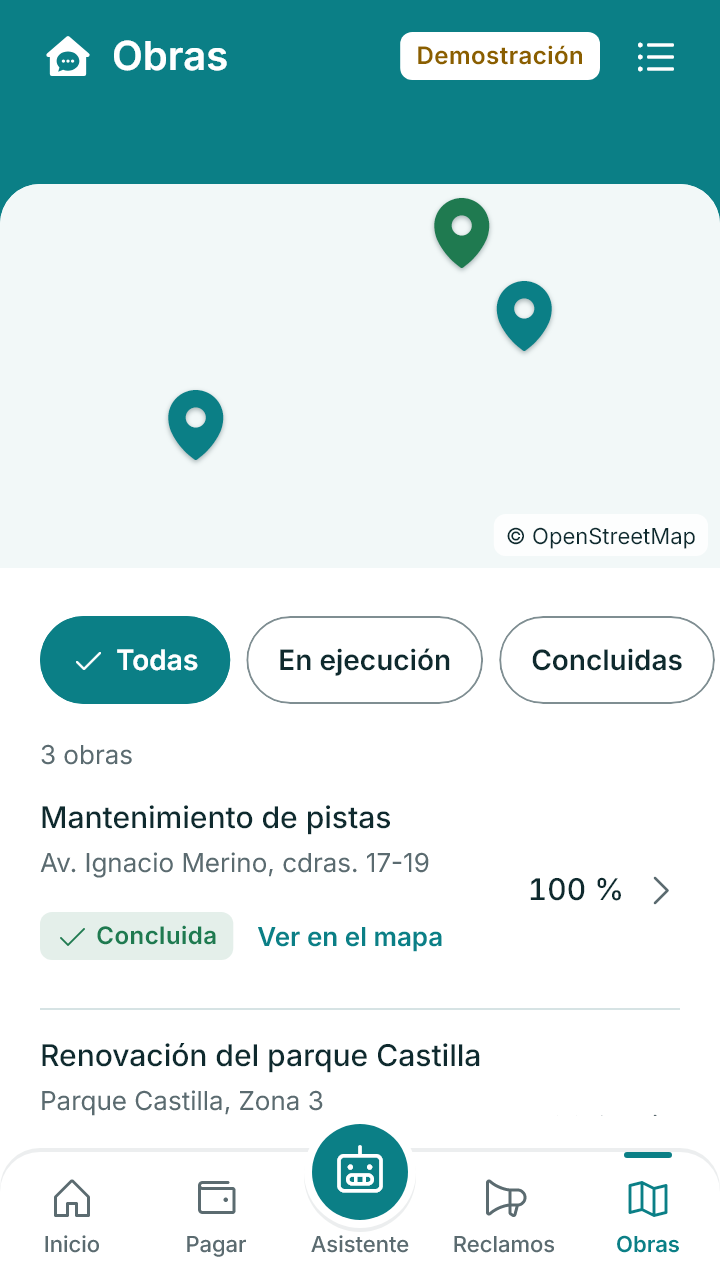 Obras
Demostración
© OpenStreetMap
Todas
En ejecución
Concluidas
3 obras
Mantenimiento de pistas
Av. Ignacio Merino, cdras. 17-19
100 %
Concluida
Ver en el mapa
Renovación del parque Castilla
Parque Castilla, Zona 3
Inicio
Pagar
Asistente
Reclamos
Obras